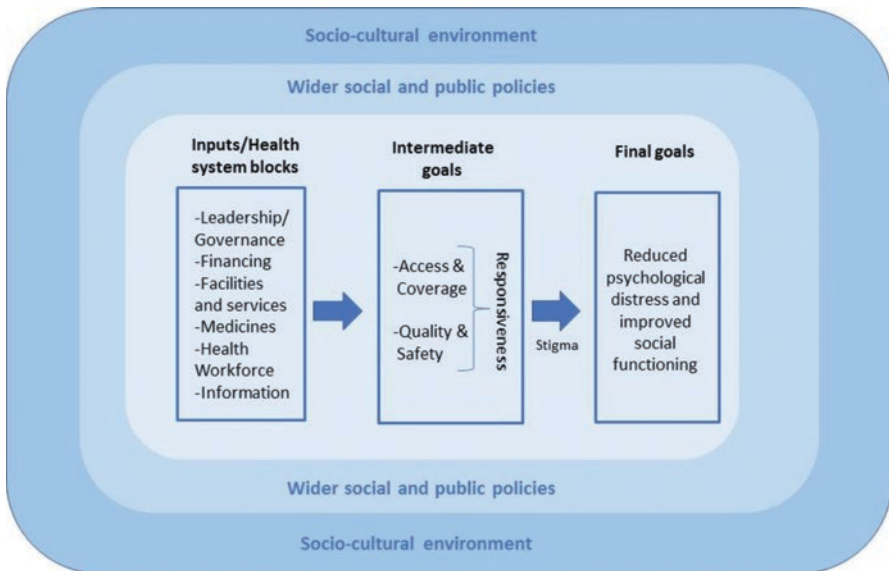 Socio-cultural environment
Wider social and public policies
Inputs/Health
system blocks
-Leadership/
Governance
-Financing
-Facilities
and services
-Medicines
-Health
Workforce
-Information
Intermediate
goals
-Access &
Coverage
-Quality &
Safety
Responsiveness
Stigma
Final goals
Reduced
psychological
distress and
improved
social
functioning
Wider social and public policies
Socio-cultural environment